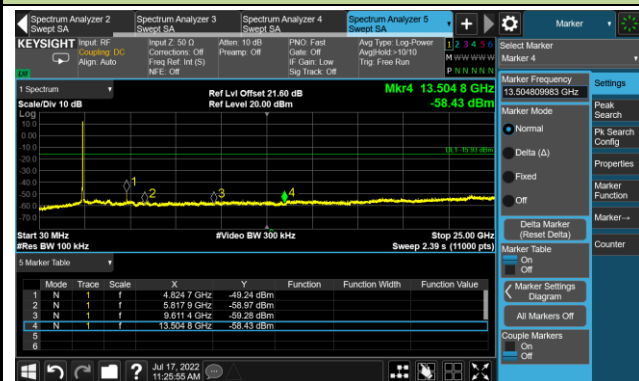 Spectrum Analyzer 2
Swept SA
Spectrum Analyzer 3
Swept SA
Spectrum Analyzer 4
Swept SA
Spectrum Analyzer 5
Swept SA
Marker
KEYSIGHT
Input: RF
Coupling: DC
Align: Auto
Input Z: 50 Ω
Corrections: Off
Freq Ref: Int (S)
NFE: Off
Atten: 10 dB
Preamp: Off
PNO: Fast
Gate: Off
IF Gain: Low
Sig Track: Off
Avg Type: Log-Power
Avg|Hold:>10/10
Trig: Free Run
1 2 3 4 5 6
M W W W W W
P N N N N N
1 Spectrum
Scale/Div 10 dB
Ref Lvl Offset 21.60 dB
Ref Level 20.00 dBm
Mkr4 13.504 8 GHz
-58.43 dBm
Log
10.0
0.00
-10.0
-20.0
-30.0
-40.0
-50.0
-60.0
-70.0
DL1 -15.93 dBm
1
2
3
4
Start 30 MHz
#Video BW 300 kHz
Stop 25.00 GHz
#Res BW 100 kHz
Sweep 2.39 s (11000 pts)
5 Marker Table
Mode Trace Scale X Y Function Function Width Function Value
1 N 1 f 4.824 7 GHz -49.24 dBm
2 N 1 f 5.817 9 GHz -58.97 dBm
3 N 1 f 9.611 4 GHz -59.28 dBm
4 N 1 f 13.504 8 GHz -58.43 dBm
5
6
Jul 17, 2022
11:25:55 AM
Select Marker
Marker 4
Marker Frequency
13.504809983 GHz
Marker Mode
Normal
Delta (Δ)
Fixed
Off
Delta Marker
(Reset Delta)
Marker Table
On
Off
Marker Settings
Diagram
All Markers Off
Couple Markers
On
Off
Settings
Peak
Search
Pk Search
Config
Properties
Marker
Function
Marker→
Counter